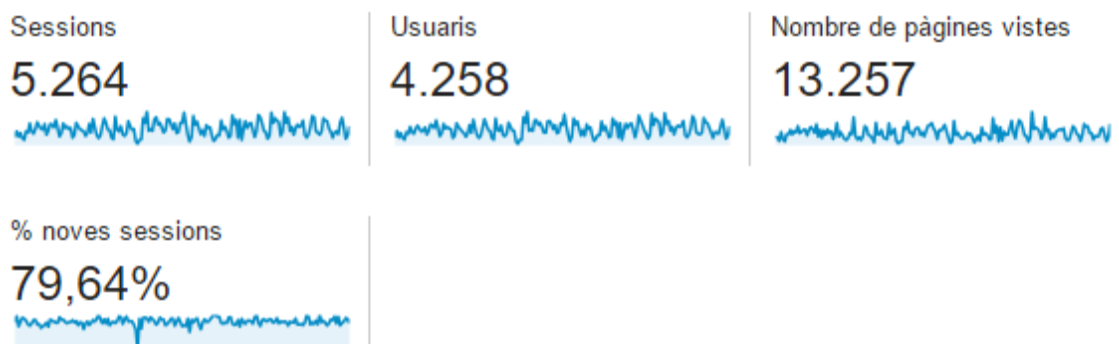 Sessions
5.264
Usuaris
4.258
Nombre de pàgines vistes
13.257
% noves sessions
79,64%